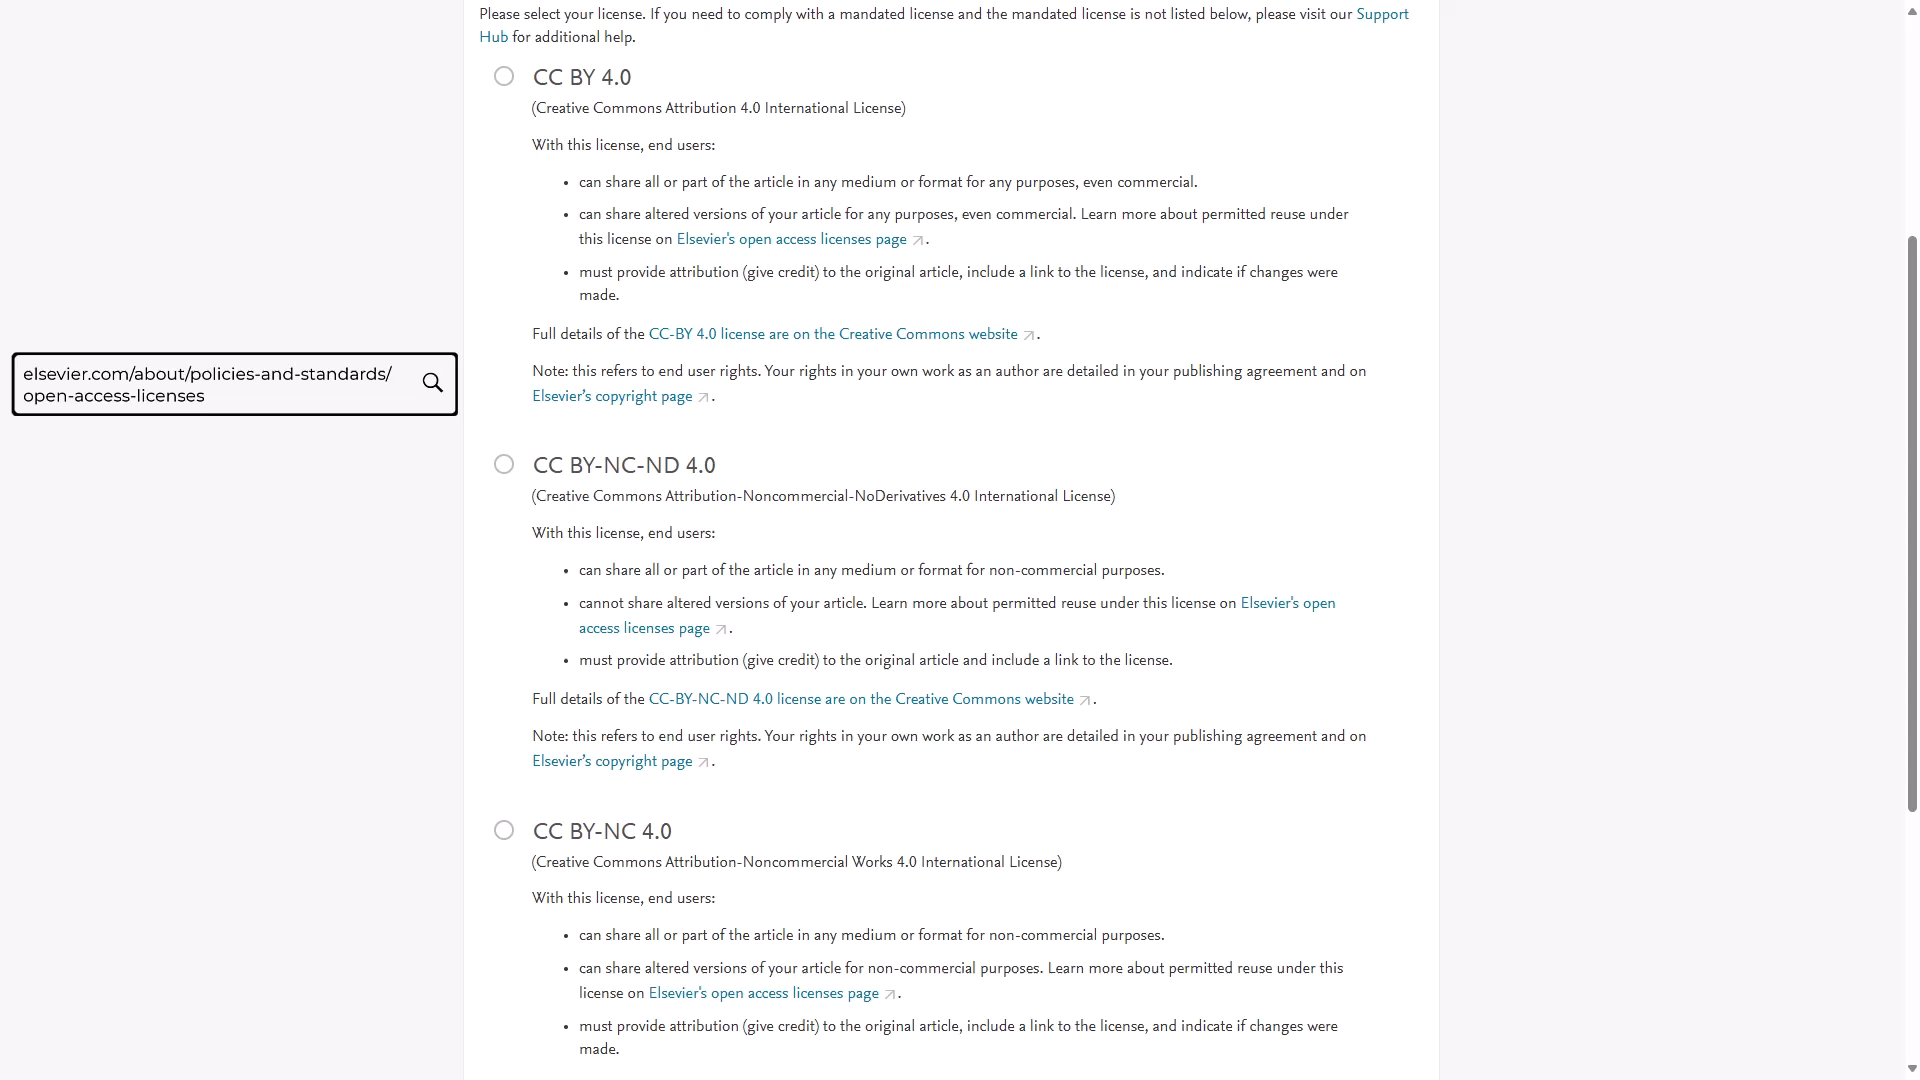 Please select your license. If you need to comply with a mandated license and the mandated license is not listed below, please visit our Support
Hub for additional help.
CC BY 4.0
(Creative Commons Attribution 4.0 International License)
With this license, end users:
• can share all or part of the article in any medium or format for any purposes, even commercial.
• can share altered versions of your article for any purposes, even commercial. Learn more about permitted reuse under
this license on Elsevier's open access licenses page.
• must provide attribution (give credit) to the original article, include a link to the license, and indicate if changes were
made.
Full details of the CC-BY 4.0 license are on the Creative Commons website.
Note: this refers to end user rights. Your rights in your own work as an author are detailed in your publishing agreement and on
Elsevier’s copyright page.
elsevier.com/about/policies-and-standards/
open-access-licenses
CC BY-NC-ND 4.0
(Creative Commons Attribution-Noncommercial-NoDerivatives 4.0 International License)
With this license, end users:
• can share all or part of the article in any medium or format for non-commercial purposes.
• cannot share altered versions of your article. Learn more about permitted reuse under this license on Elsevier's open
access licenses page.
• must provide attribution (give credit) to the original article and include a link to the license.
Full details of the CC-BY-NC-ND 4.0 license are on the Creative Commons website.
Note: this refers to end user rights. Your rights in your own work as an author are detailed in your publishing agreement and on
Elsevier’s copyright page.
CC BY-NC 4.0
(Creative Commons Attribution-Noncommercial Works 4.0 International License)
With this license, end users:
• can share all or part of the article in any medium or format for non-commercial purposes.
• can share altered versions of your article for non-commercial purposes. Learn more about permitted reuse under this
license on Elsevier's open access licenses page.
• must provide attribution (give credit) to the original article, include a link to the license, and indicate if changes were
made.